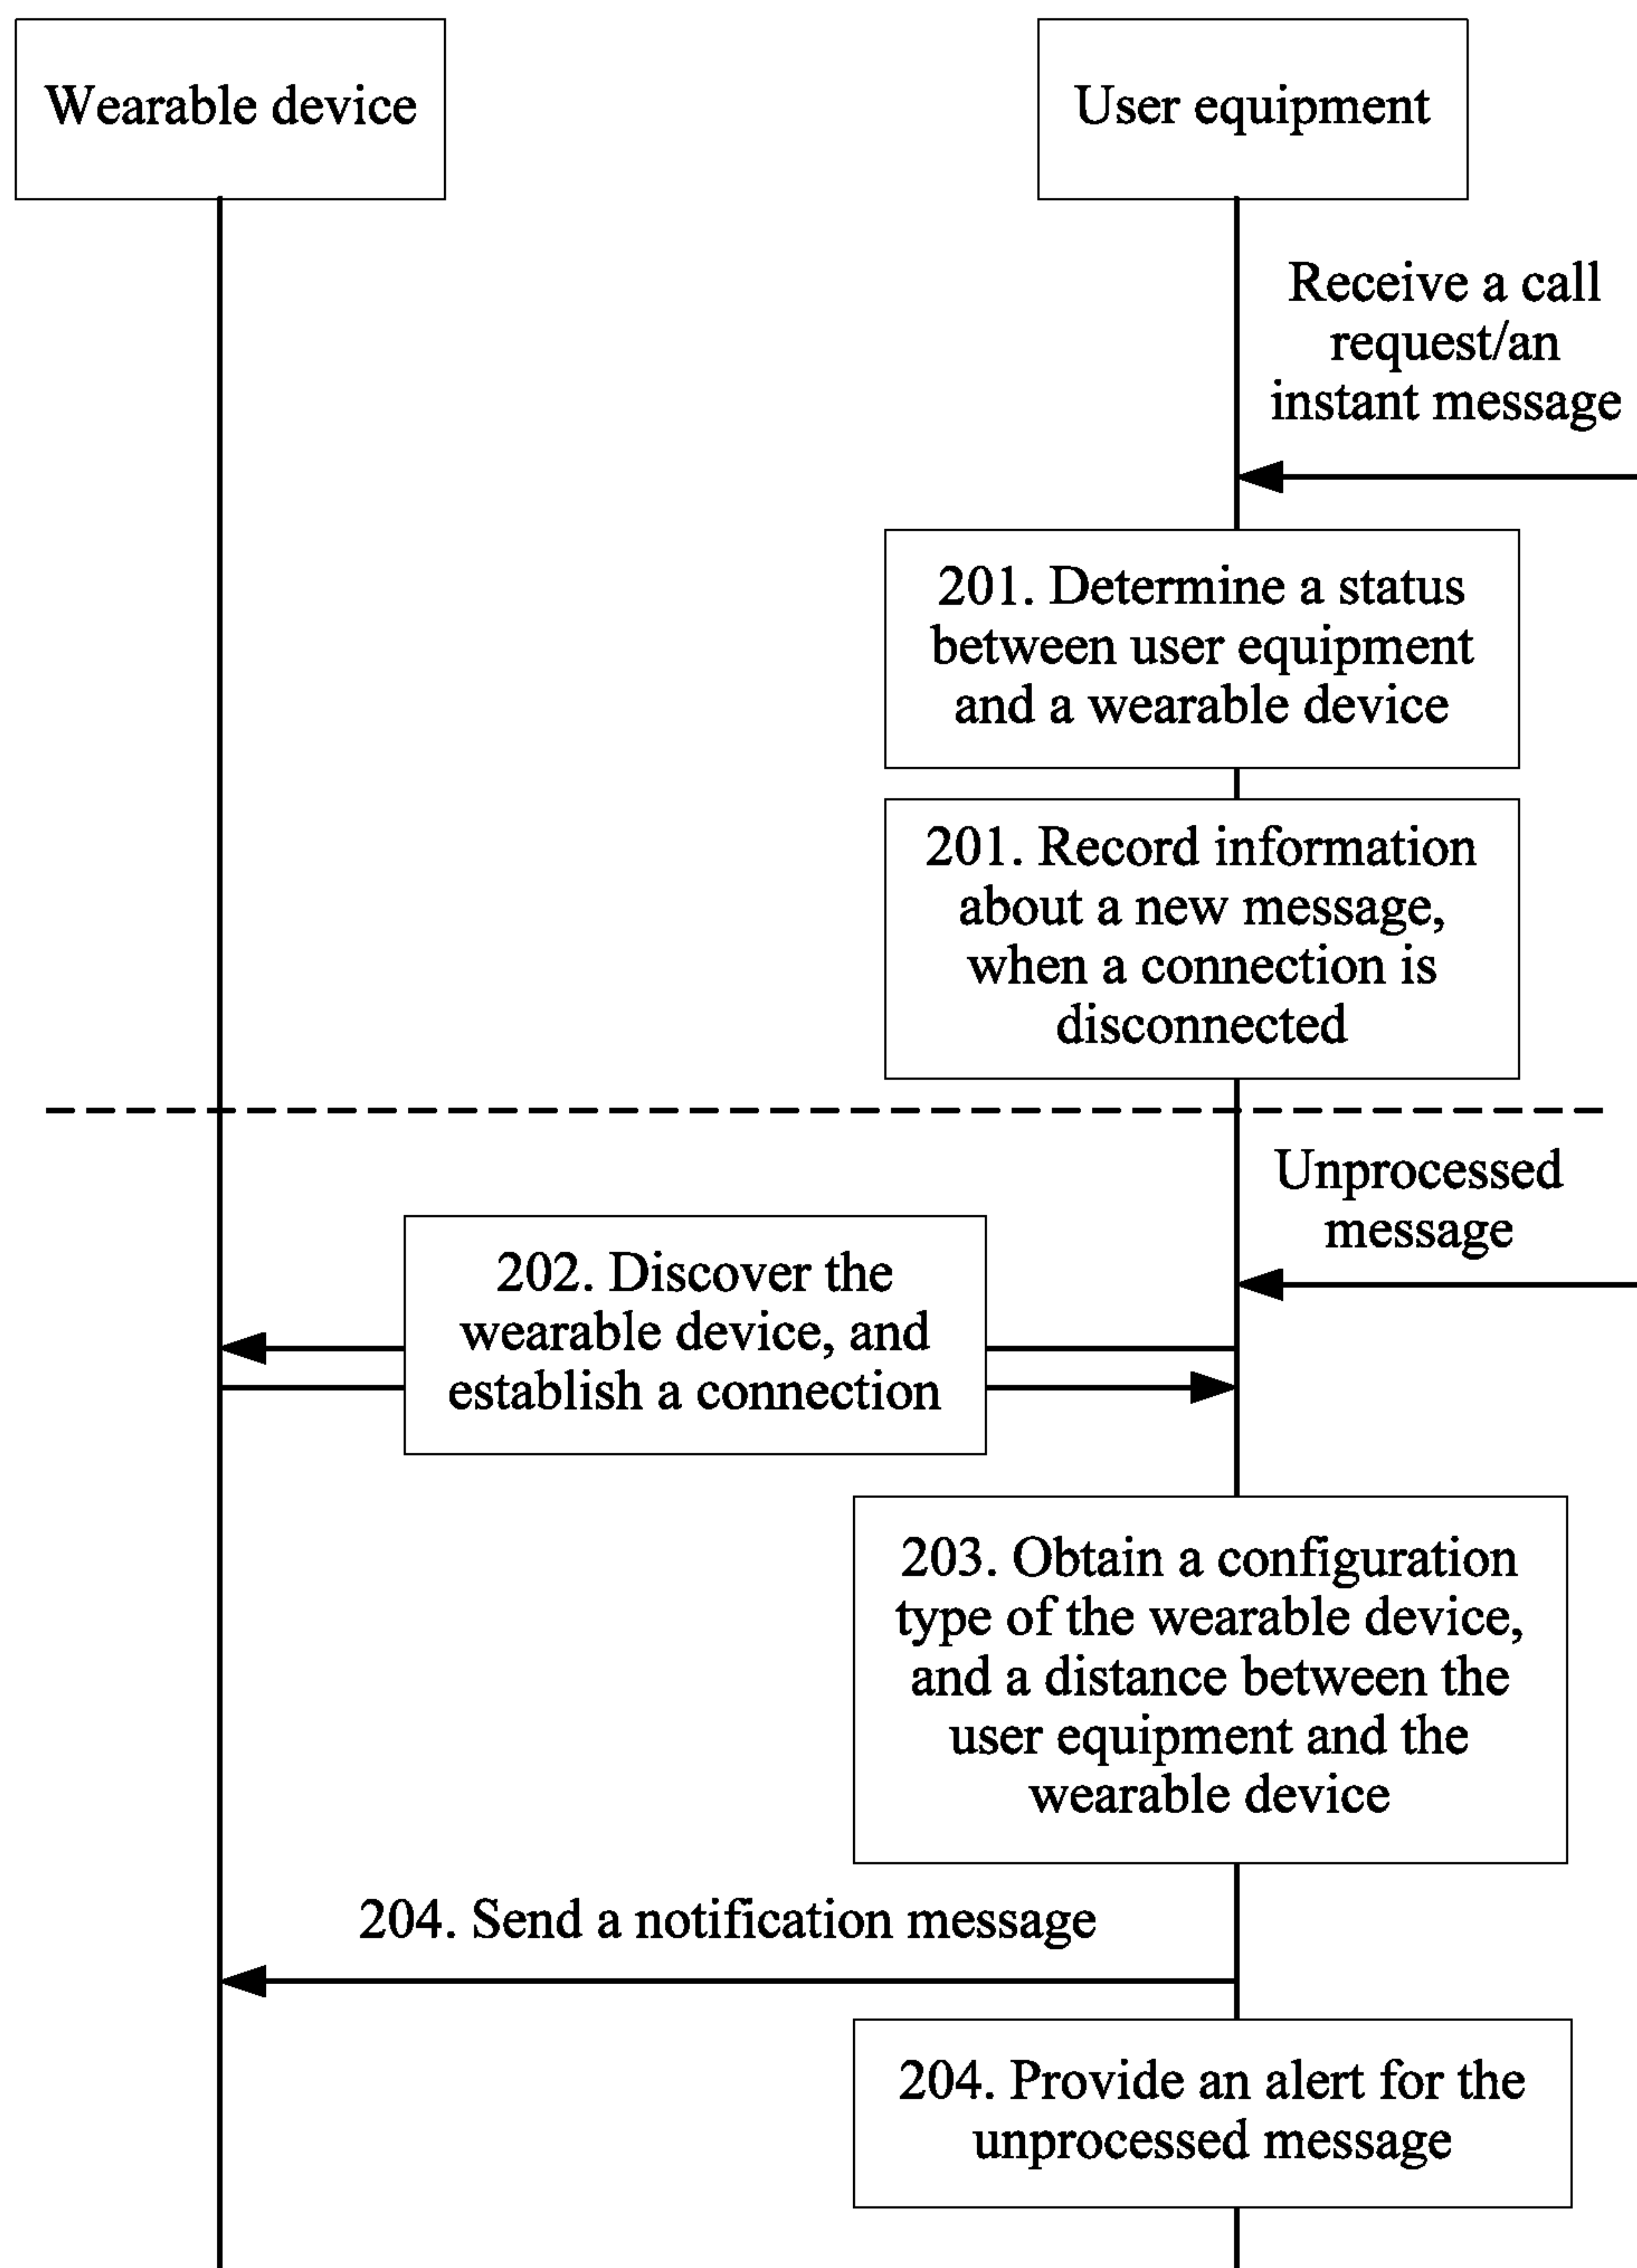 Wearable device
User equipment
Receive a call
request/an
instant message
201. Determine a status
between user equipment
and a wearable device
201. Record information
about a new message,
when a connection is
disconnected
Unprocessed
message
202. Discover the
wearable device, and
establish a connection
203. Obtain a configuration
type of the wearable device,
and a distance between the
user equipment and the
wearable device
204. Send a notification message
204. Provide an alert for the
unprocessed message